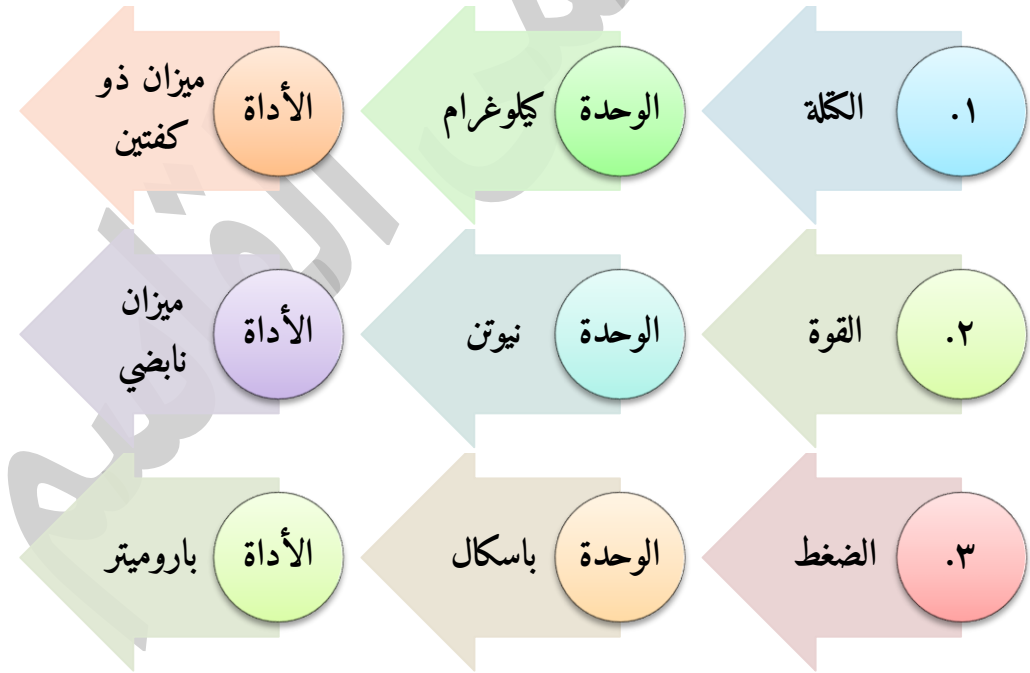 ١.
الكتلة
الوحدة
كيلوغرام
الأداة
ميزان ذو
كفتين
٢.
القوة
الوحدة
نيوتن
الأداة
ميزان
نابضي
٣.
الضغط
الوحدة
باسكال
الأداة
باروميتر